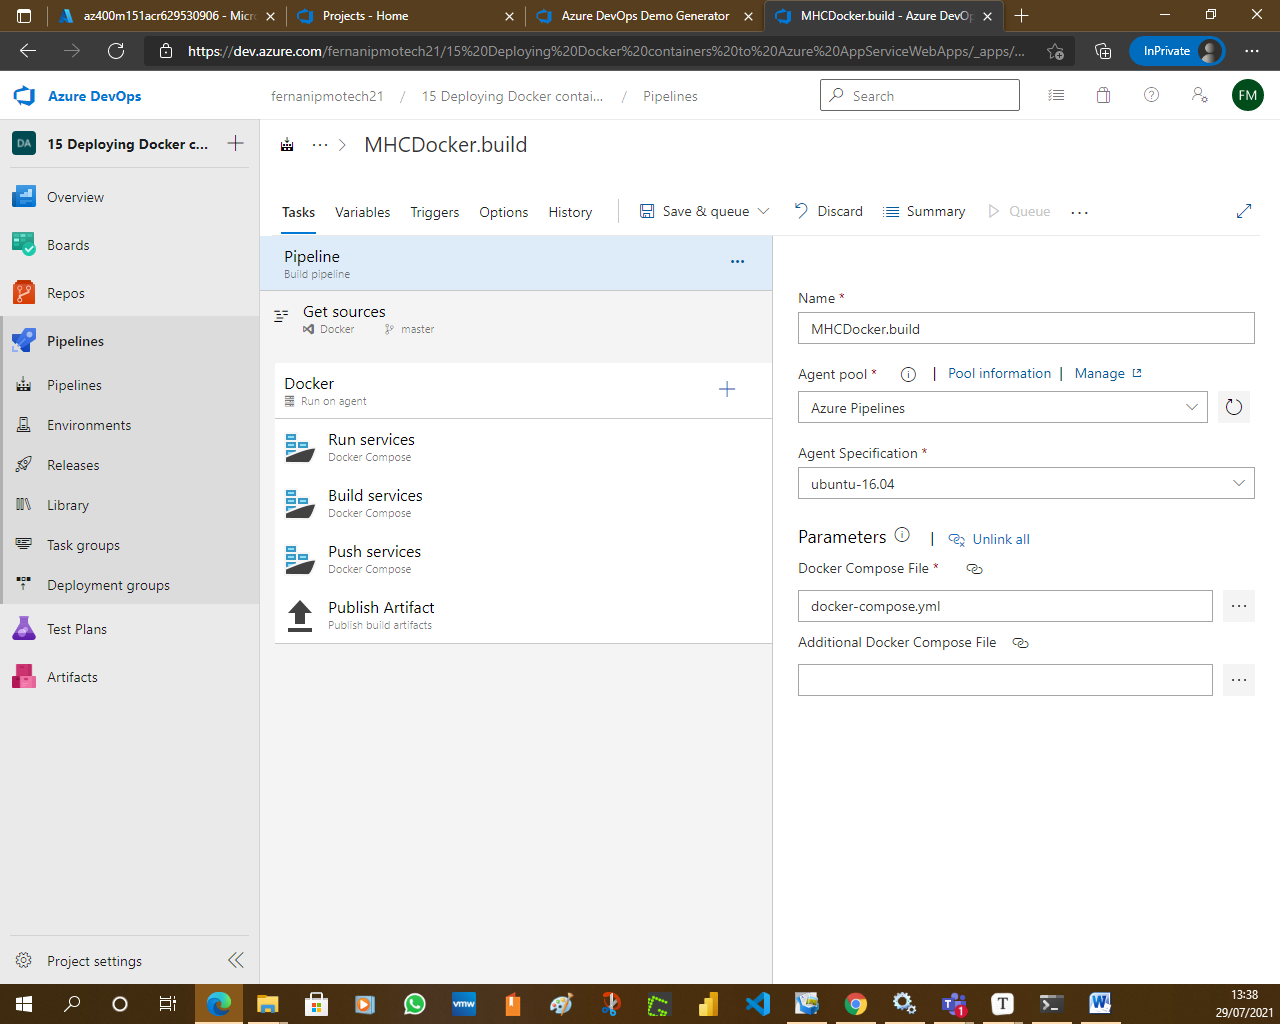 az400m151acr629530906 - Micr
Projects - Home
Azure DevOps Demo Generator
MHCDocker.build - Azure DevOp
https://dev.azure.com/fernanipmotech21/15%20Deploying%20Docker%20containers%20to%20Azure%20AppServiceWebApps/_apps/...
InPrivate
Azure DevOps
fernanipmotech21 / 15 Deploying Docker contai... / Pipelines
Search
FM
DA
15 Deploying Docker c...
Overview
Boards
Repos
Pipelines
Pipelines
Environments
Releases
Library
Task groups
Deployment groups
Test Plans
Artifacts
Project settings
MHCDocker.build
Tasks
Variables
Triggers
Options
History
Save & queue
Discard
Summary
Queue
...
Pipeline
Build pipeline
Get sources
Docker
master
Docker
Run on agent
Run services
Docker Compose
Build services
Docker Compose
Push services
Docker Compose
Publish Artifact
Publish build artifacts
Name *
MHCDocker.build
Agent pool * | Pool information | Manage
Azure Pipelines
Agent Specification *
ubuntu-16.04
Parameters | Unlink all
Docker Compose File *
docker-compose.yml
Additional Docker Compose File
vmw
T
1
13:38
29/07/2021